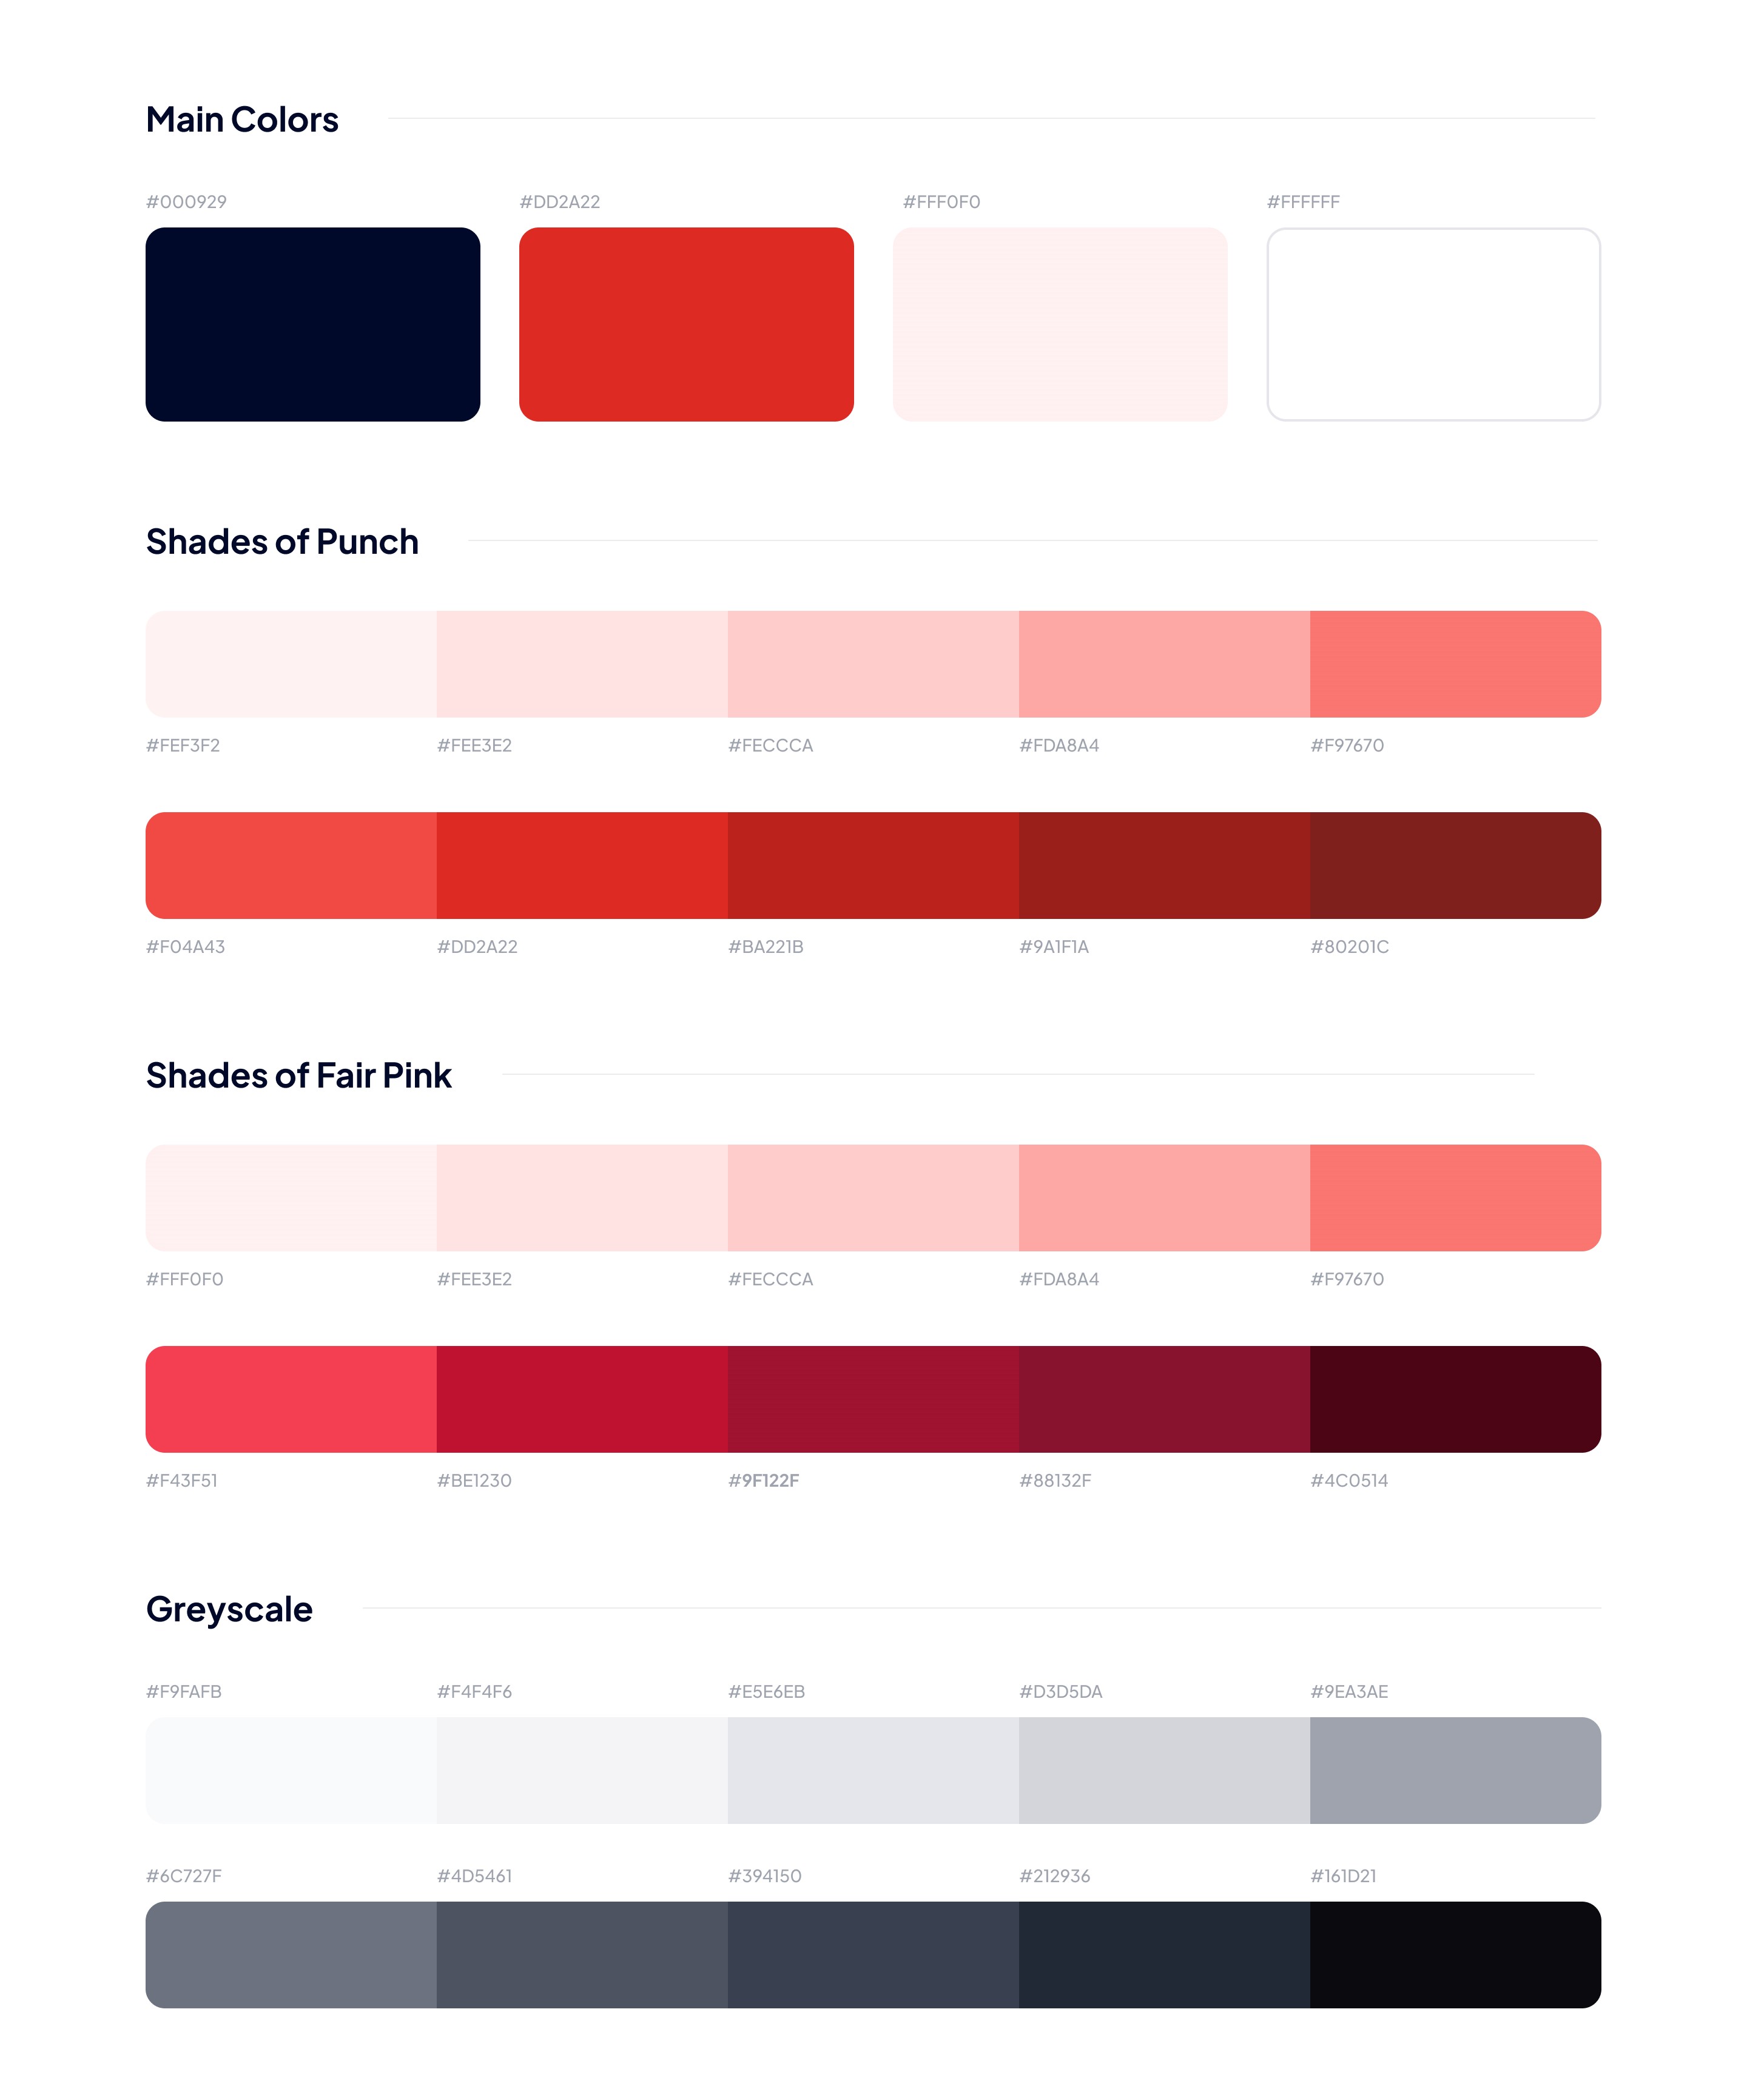 Main Colors
#000929 #DD2A22 #FFF0F0 #FFFFFF
Shades of Punch
#FEF3F2 #FEE3E2 #FECCCA #FDA8A4 #F97670
#F04A43 #DD2A22 #BA221B #9A1F1A #80201C
Shades of Fair Pink
#FFF0F0 #FEE3E2 #FECCCA #FDA8A4 #F97670
#F43F51 #BE1230 #9F122F #88132F #4C0514
Greyscale
#F9FAFB #F4F4F6 #E5E6EB #D3D5DA #9EA3AE
#6C727F #4D5461 #394150 #212936 #161D21